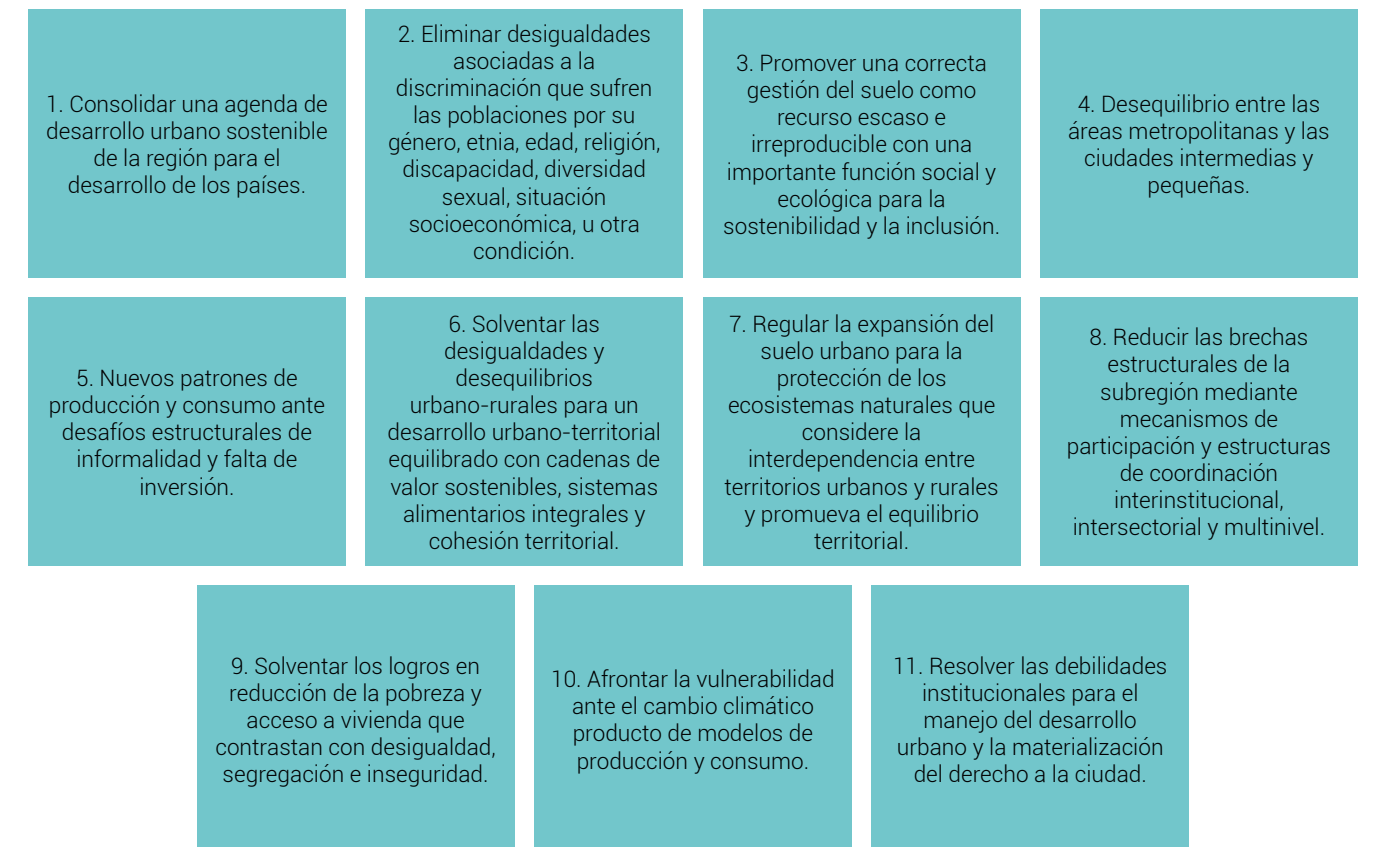 1. Consolidar una agenda de
desarrollo urbano sostenible
de la región para el
desarrollo de los países.
2. Eliminar desigualdades
asociadas a la
discriminación que sufren
las poblaciones por su
género, etnia, edad, religión,
discapacidad, diversidad
sexual, situación
socioeconómica, u otra
condición.
3. Promover una correcta
gestión del suelo como
recurso escaso e
irreproducible con una
importante función social y
ecológica para la
sostenibilidad y la inclusión.
4. Desequilibrio entre las
áreas metropolitanas y las
ciudades intermedias y
pequeñas.
5. Nuevos patrones de
producción y consumo ante
desafíos estructurales de
informalidad y falta de
inversión.
6. Solventar las
desigualdades y
desequilibrios
urbano-rurales para un
desarrollo urbano-territorial
equilibrado con cadenas de
valor sostenibles, sistemas
alimentarios integrales y
cohesión territorial.
7. Regular la expansión del
suelo urbano para la
protección de los
ecosistemas naturales que
considere la
interdependencia entre
territorios urbanos y rurales
y promueva el equilibrio
territorial.
8. Reducir las brechas
estructurales de la
subregión mediante
mecanismos de
participación y estructuras
de coordinación
interinstitucional,
intersectorial y multinivel.
9. Solventar los logros en
reducción de la pobreza y
acceso a vivienda que
contrastan con desigualdad,
segregación e inseguridad.
10. Afrontar la vulnerabilidad
ante el cambio climático
producto de modelos de
producción y consumo.
11. Resolver las debilidades
institucionales para el
manejo del desarrollo
urbano y la materialización
del derecho a la ciudad.